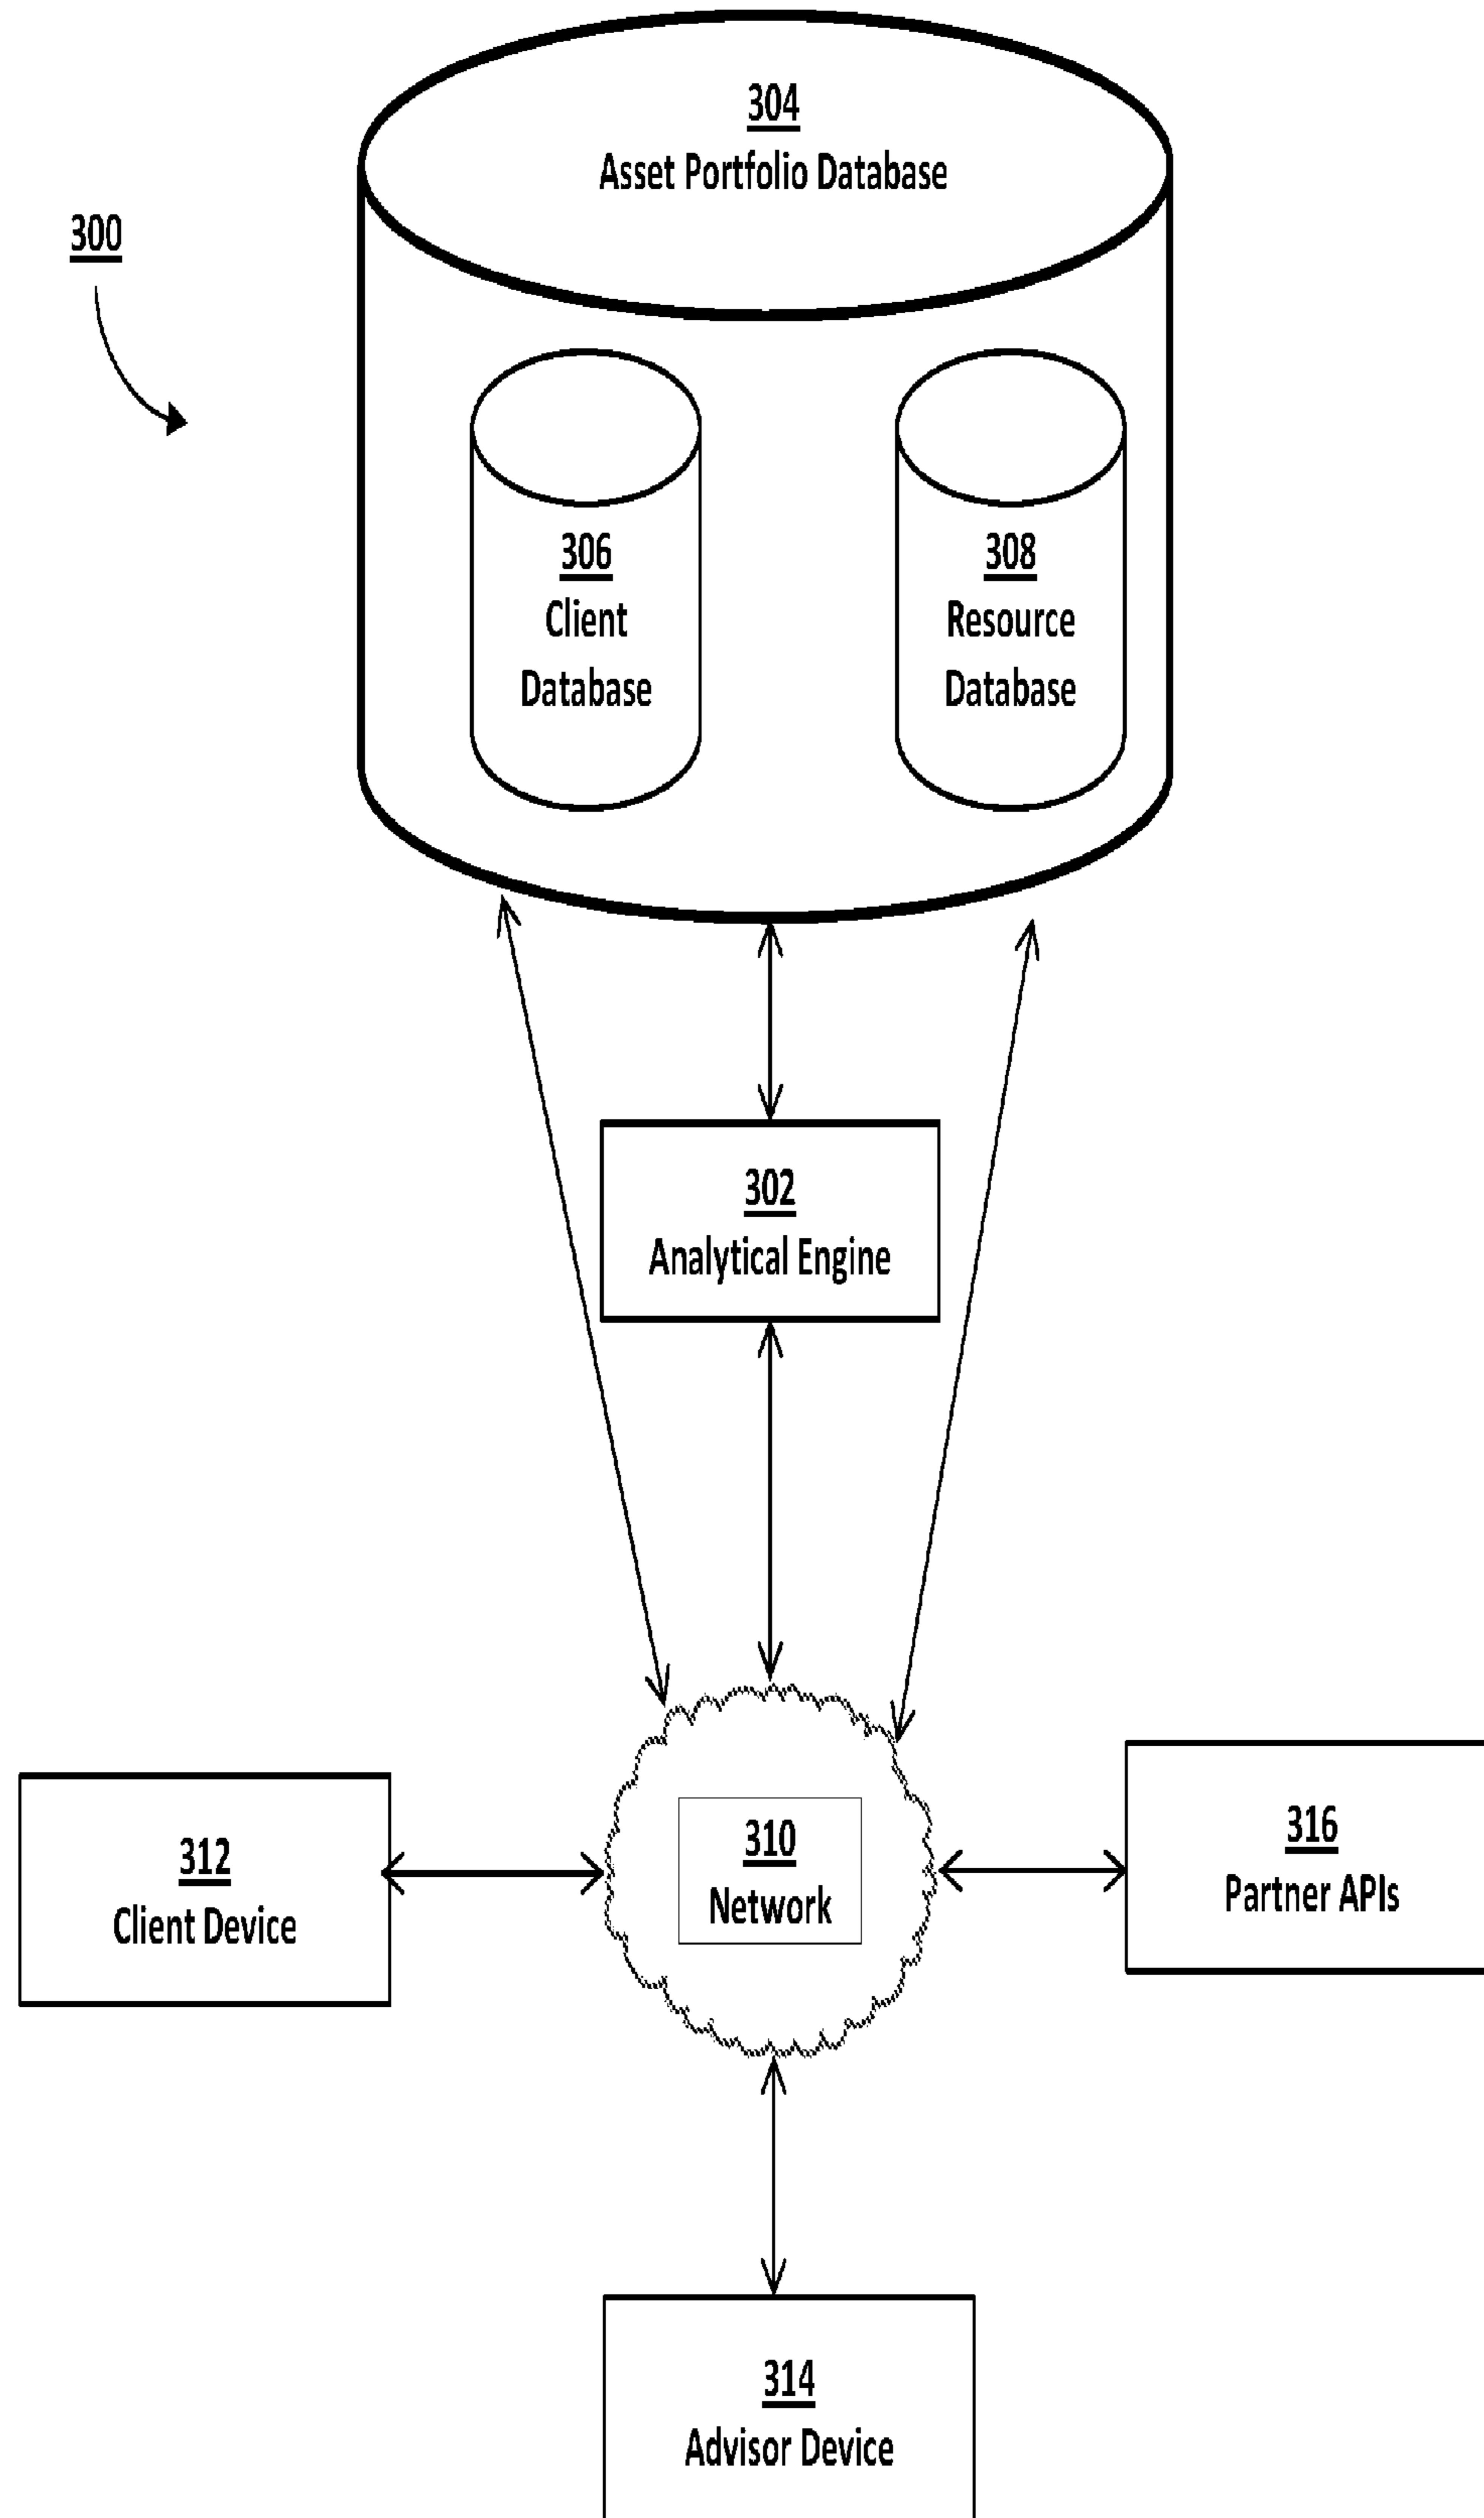 304
Asset Portfolio Database
300
306
Client
Database
308
Resource
Database
302
Analytical Engine
310
Network
312
Client Device
316
Partner APIs
314
Advisor Device